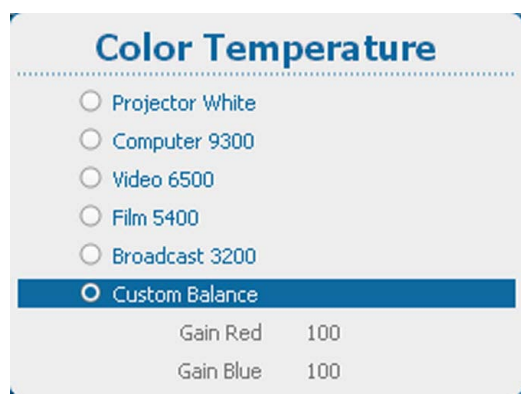 Color Temperature
Projector White
Computer 9300
Video 6500
Film 5400
Broadcast 3200
Custom Balance
Gain Red 100
Gain Blue 100